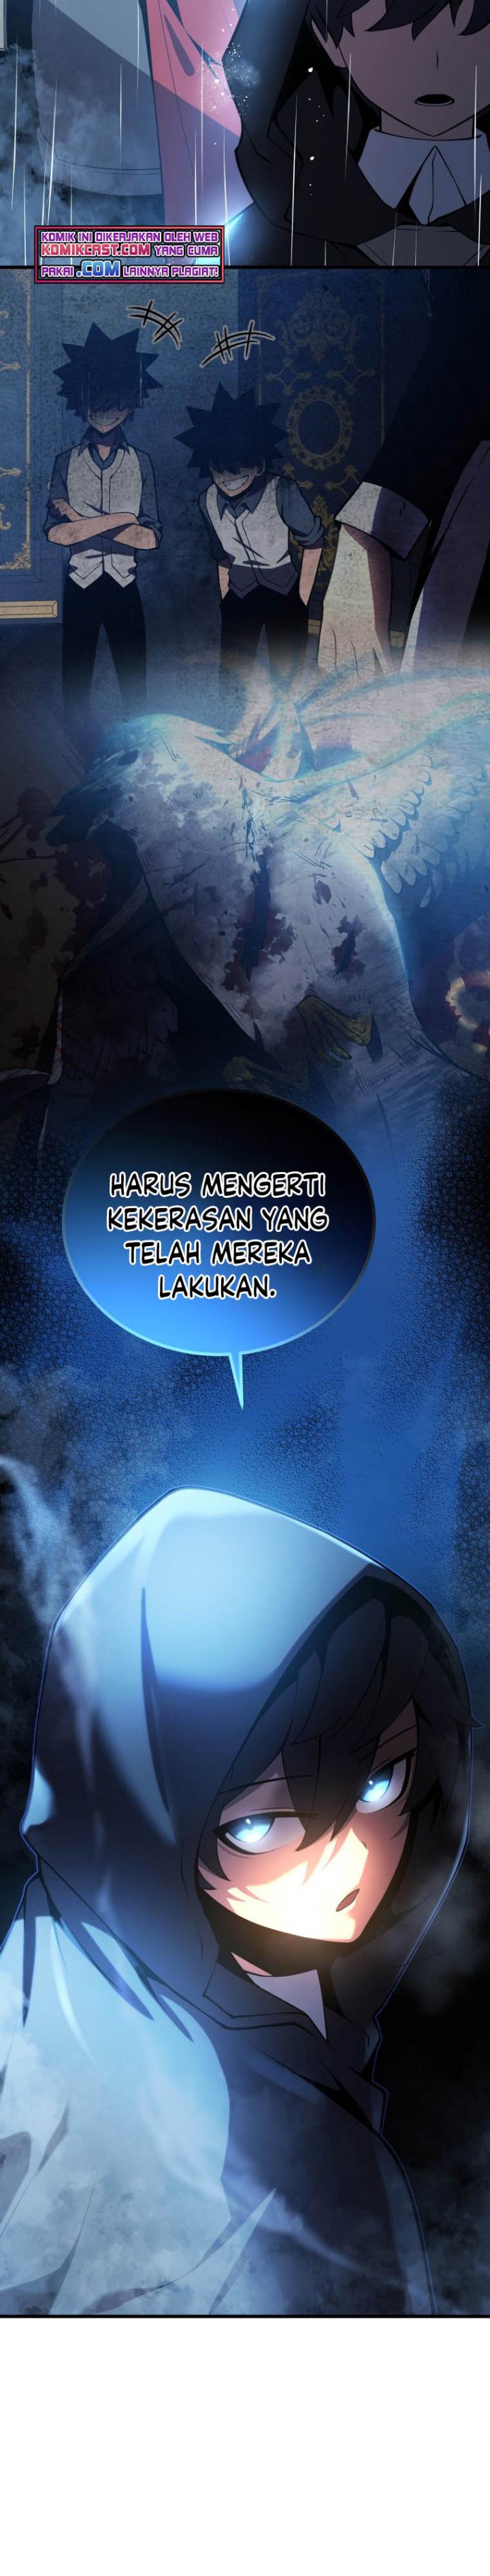 KOMIK INI DIKERJAKAN OLEH WEB
KOMIKCAST.COM YANG CUMA
PAKAI .COM LAINNYA PLAGIAT!
HARUS MENGERTI
KEKERASAN YANG
TELAH MEREKA
LAKUKAN.